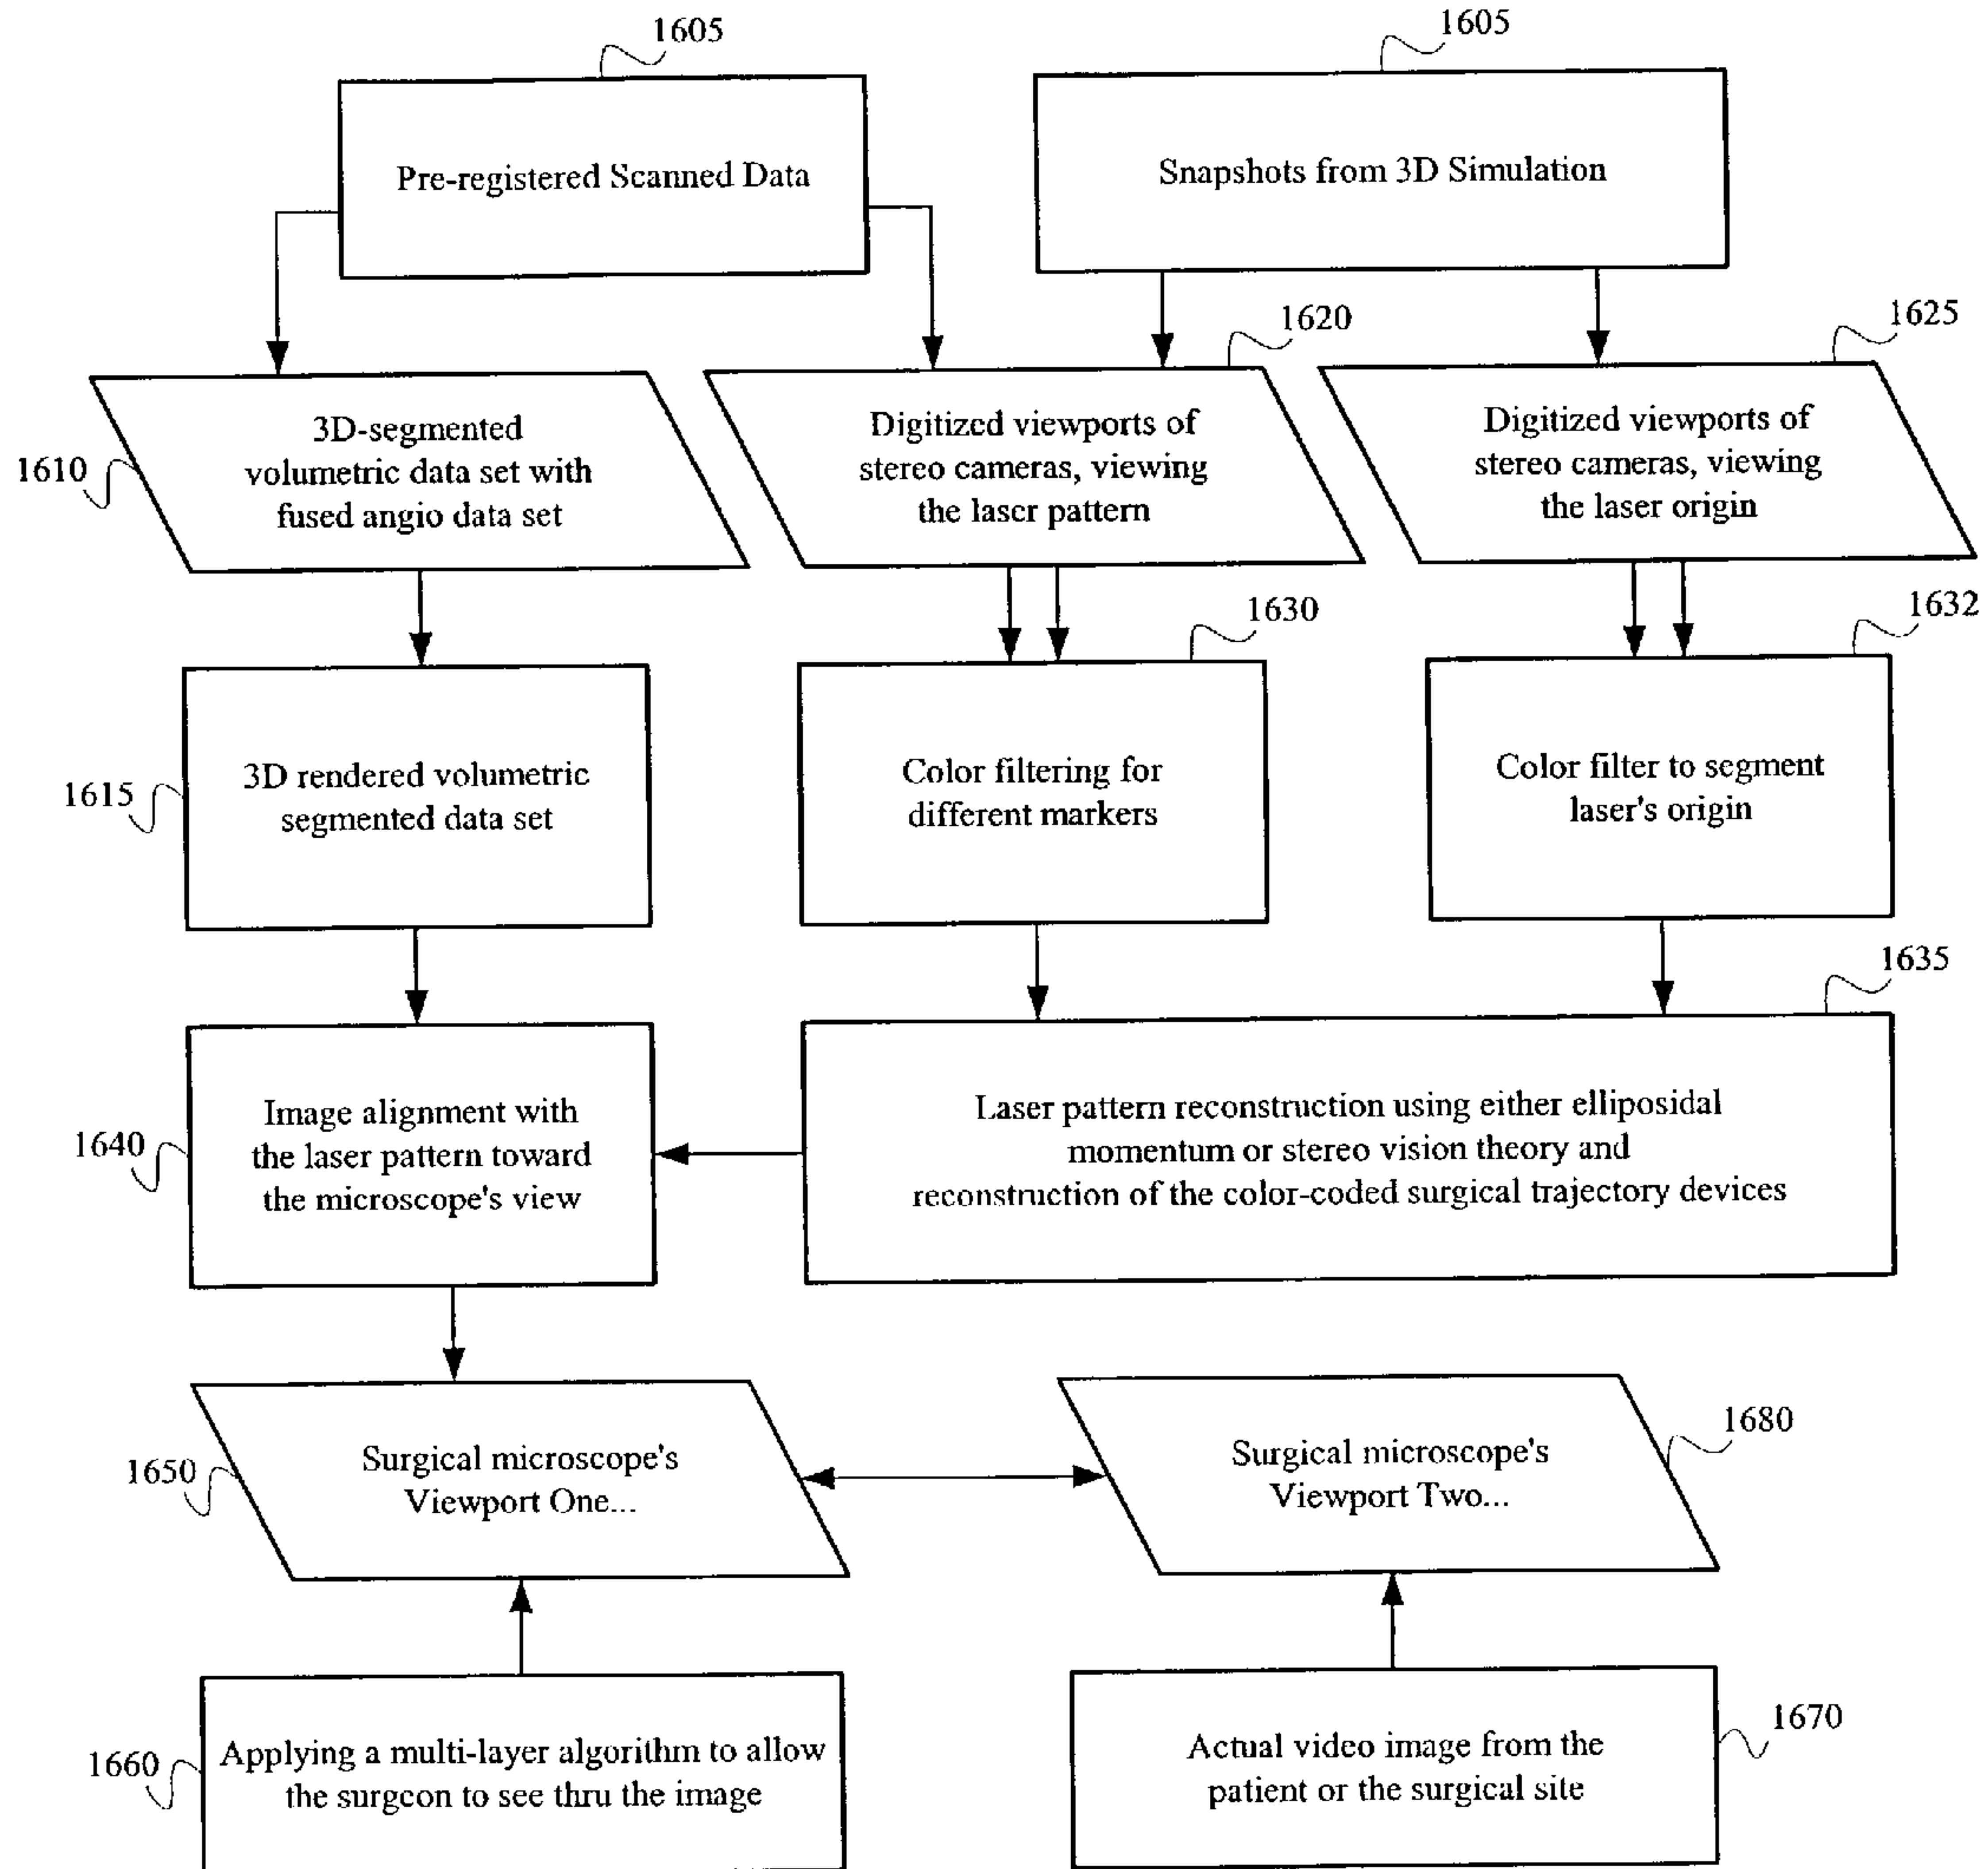 1605
1605
Pre-registered Scanned Data
Snapshots from 3D Simulation
1620
1625
1610
3D-segmented
volumetric data set with
fused angio data set
Digitized viewports of
stereo cameras, viewing
the laser pattern
Digitized viewports of
stereo cameras, viewing
the laser origin
1630
1632
1615
3D rendered volumetric
segmented data set
Color filtering for
different markers
Color filter to segment
laser's origin
1635
1640
Image alignment with
the laser pattern toward
the microscope's view
Laser pattern reconstruction using either elliposidal
momentum or stereo vision theory and
reconstruction of the color-coded surgical trajectory devices
1650
Surgical microscope's
Viewport One...
Surgical microscope's
Viewport Two...
1680
1660
Applying a multi-layer algorithm to allow
the surgeon to see thru the image
Actual video image from the
patient or the surgical site
1670